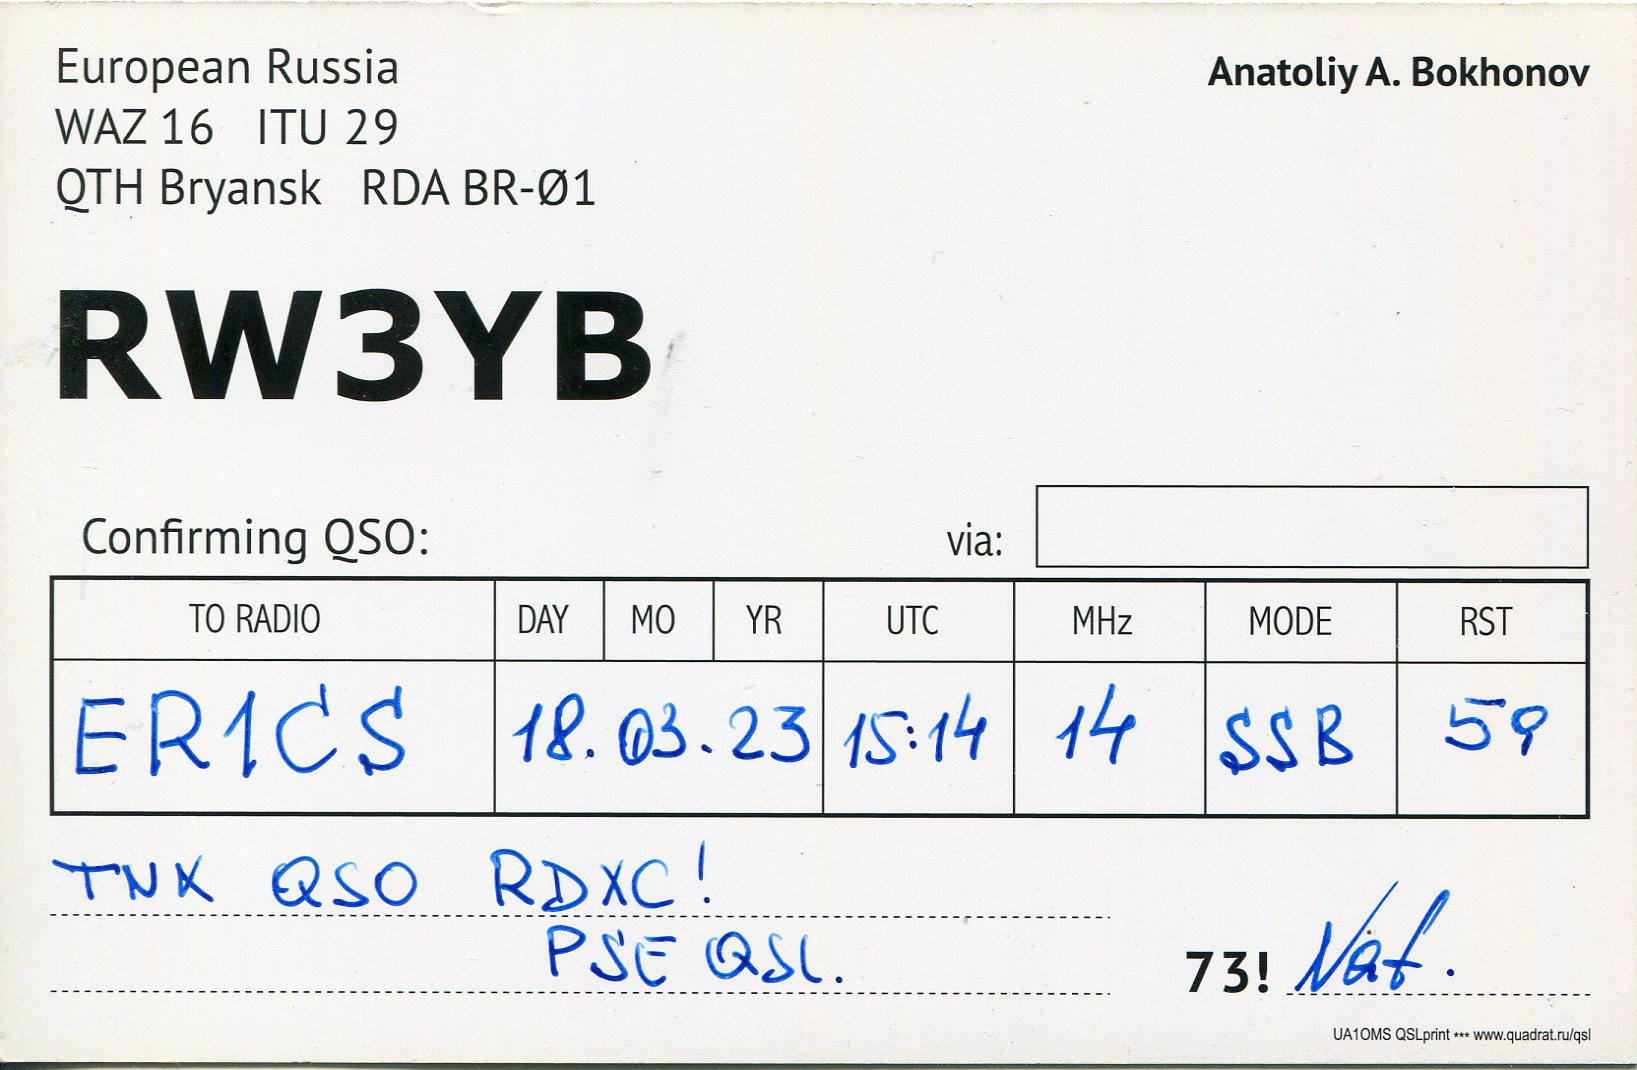 European Russia
Anatoliy A. Bokhonov
WAZ 16 ITU 29
QTH Bryansk RDA BR-Ø1
RW3YB
Confirming QSO:
via:
TO RADIO DAY MO YR UTC MHz MODE RST
ER1CS 18.03.23 15:14 14 SSB 59
TNX QSO RDXC!
PSE QSL.
73! Nat.
UA1OMS QSLprint *** www.quadrat.ru/qsl